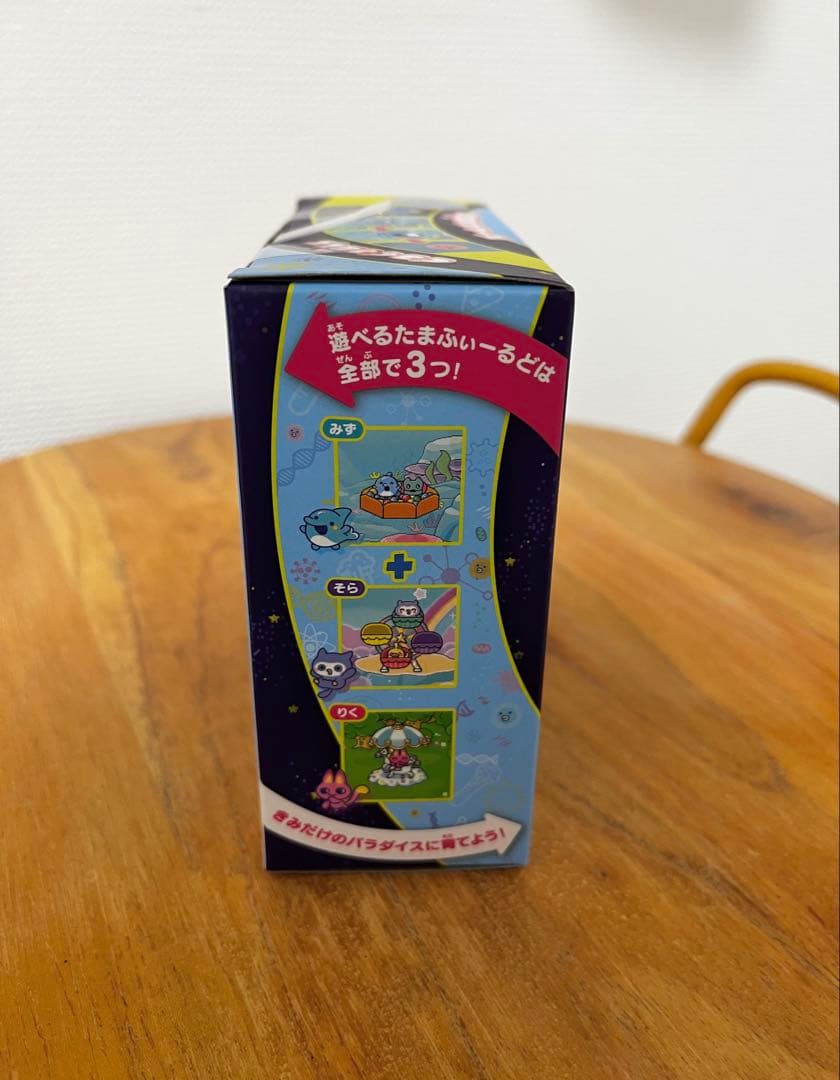 遊べるたまふぃーるどは
全部で3つ!
みず
そら
りく
きみだけのパラダイスに育てよう!